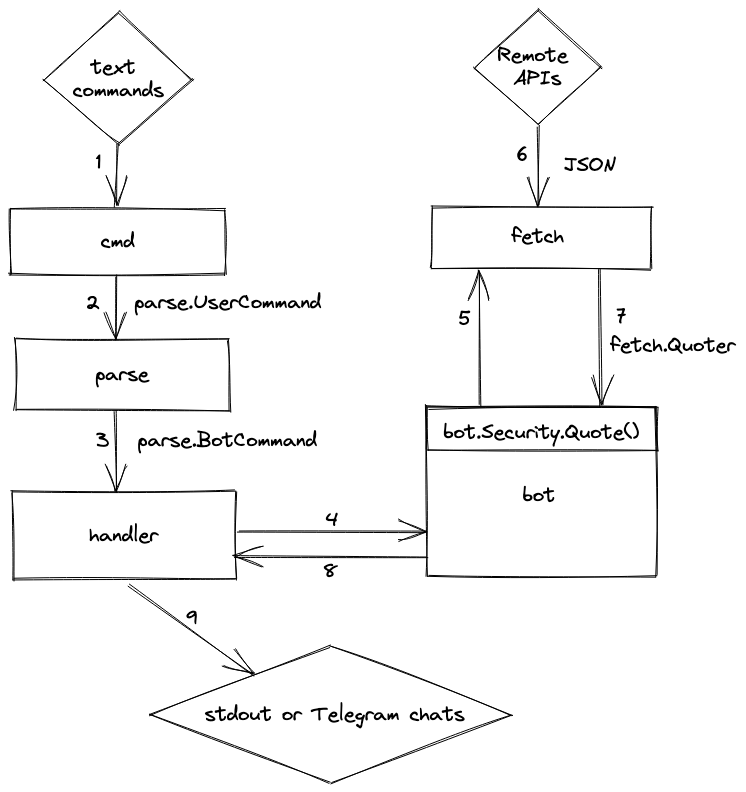 text
commands
Remote
APIs
1
6
JSON
cmd
fetch
2
parse.UserCommand
5
7
fetch.Quoter
parse
3
parse.BotCommand
bot.Security.Quote()
bot
handler
4
8
9
stdout or Telegram chats